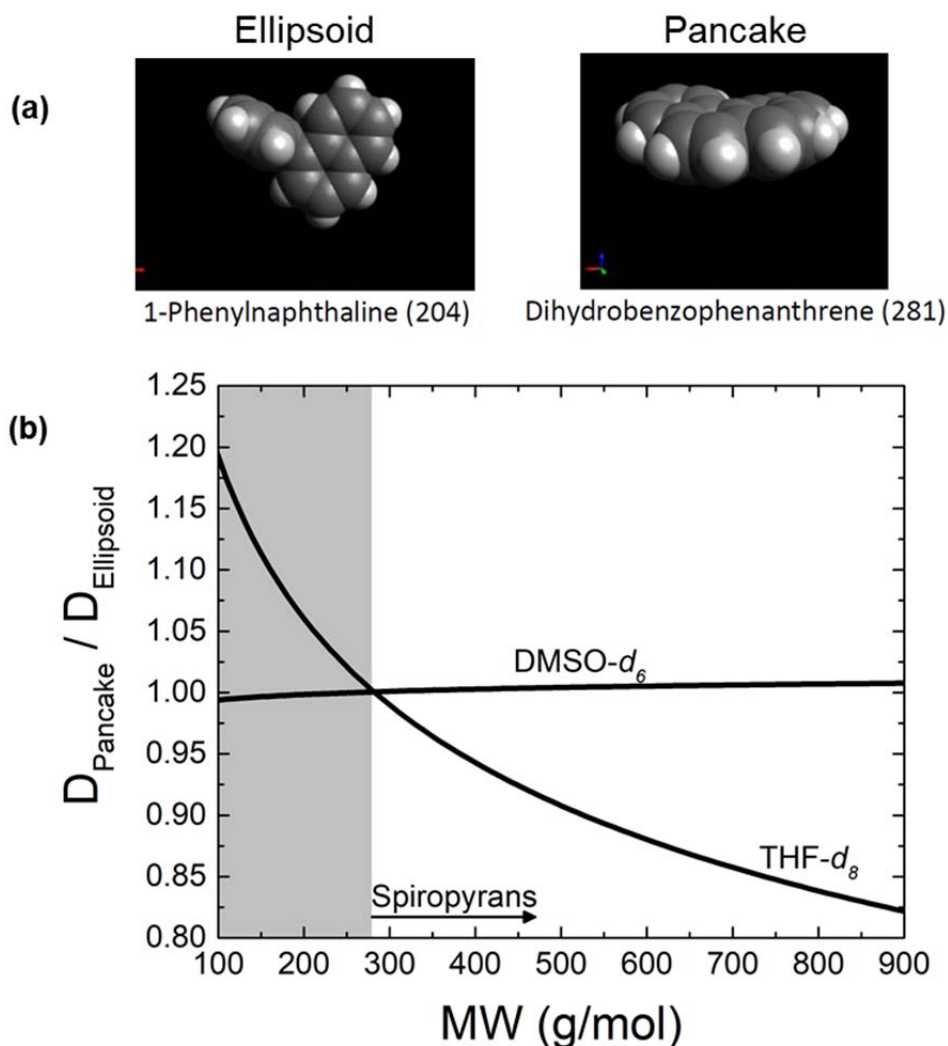 Ellipsoid
Pancake
(a)
1-Phenylnaphthaline (204)
Dihydrobenzophenanthrene (281)
(b)
1.25
1.20
1.15
1.10
1.05
1.00
0.95
0.90
0.85
0.80
D_Pancake / D_Ellipsoid
DMSO-d6
THF-d8
Spiropyrans
100 200 300 400 500 600 700 800 900
MW (g/mol)